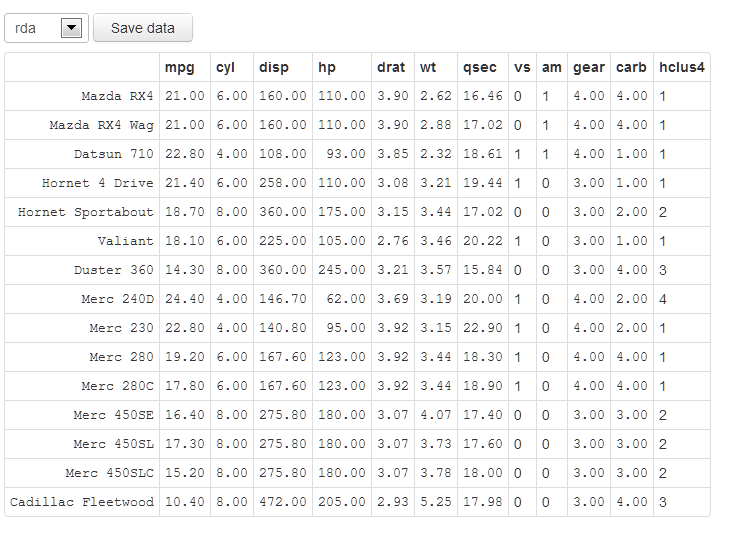 rda Save data
mpg cyl disp hp drat wt qsec vs am gear carb hclus4
Mazda RX4 21.00 6.00 160.00 110.00 3.90 2.62 16.46 0 1 4.00 4.00 1
Mazda RX4 Wag 21.00 6.00 160.00 110.00 3.90 2.88 17.02 0 1 4.00 4.00 1
Datsun 710 22.80 4.00 108.00 93.00 3.85 2.32 18.61 1 1 4.00 1.00 1
Hornet 4 Drive 21.40 6.00 258.00 110.00 3.08 3.21 19.44 1 0 3.00 1.00 1
Hornet Sportabout 18.70 8.00 360.00 175.00 3.15 3.44 17.02 0 0 3.00 2.00 2
Valiant 18.10 6.00 225.00 105.00 2.76 3.46 20.22 1 0 3.00 1.00 1
Duster 360 14.30 8.00 360.00 245.00 3.21 3.57 15.84 0 0 3.00 4.00 3
Merc 240D 24.40 4.00 146.70 62.00 3.69 3.19 20.00 1 0 4.00 2.00 4
Merc 230 22.80 4.00 140.80 95.00 3.92 3.15 22.90 1 0 4.00 2.00 1
Merc 280 19.20 6.00 167.60 123.00 3.92 3.44 18.30 1 0 4.00 4.00 1
Merc 280C 17.80 6.00 167.60 123.00 3.92 3.44 18.90 1 0 4.00 4.00 1
Merc 450SE 16.40 8.00 275.80 180.00 3.07 4.07 17.40 0 0 3.00 3.00 2
Merc 450SL 17.30 8.00 275.80 180.00 3.07 3.73 17.60 0 0 3.00 3.00 2
Merc 450SLC 15.20 8.00 275.80 180.00 3.07 3.78 18.00 0 0 3.00 3.00 2
Cadillac Fleetwood 10.40 8.00 472.00 205.00 2.93 5.25 17.98 0 0 3.00 4.00 3